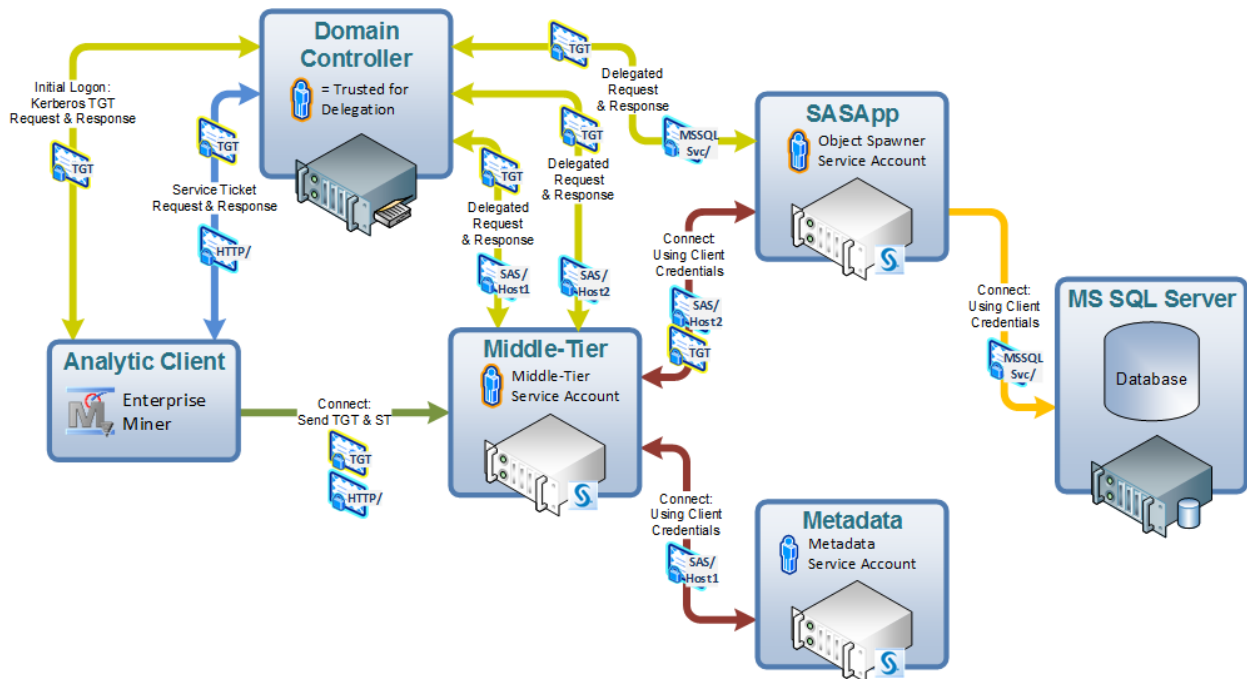 Domain
Controller
= Trusted for
Delegation
Initial Logon:
Kerberos TGT
Request & Response
TGT
TGT
Service Ticket
Request & Response
HTTP/
TGT
Delegated
Request
& Response
SAS/
Host1
TGT
Delegated
Request
& Response
SAS/
Host2
TGT
Delegated
Request
& Response
MSSQL
Svc/
SASApp
Object Spawner
Service Account
Connect:
Using Client
Credentials
SAS/
Host2
TGT
Connect:
Using Client
Credentials
MSSQL
Svc/
MS SQL Server
Database
Analytic Client
Enterprise
Miner
Connect:
Send TGT & ST
TGT
HTTP/
Middle-Tier
Middle-Tier
Service Account
Connect:
Using Client
Credentials
SAS/
Host1
Metadata
Metadata
Service Account